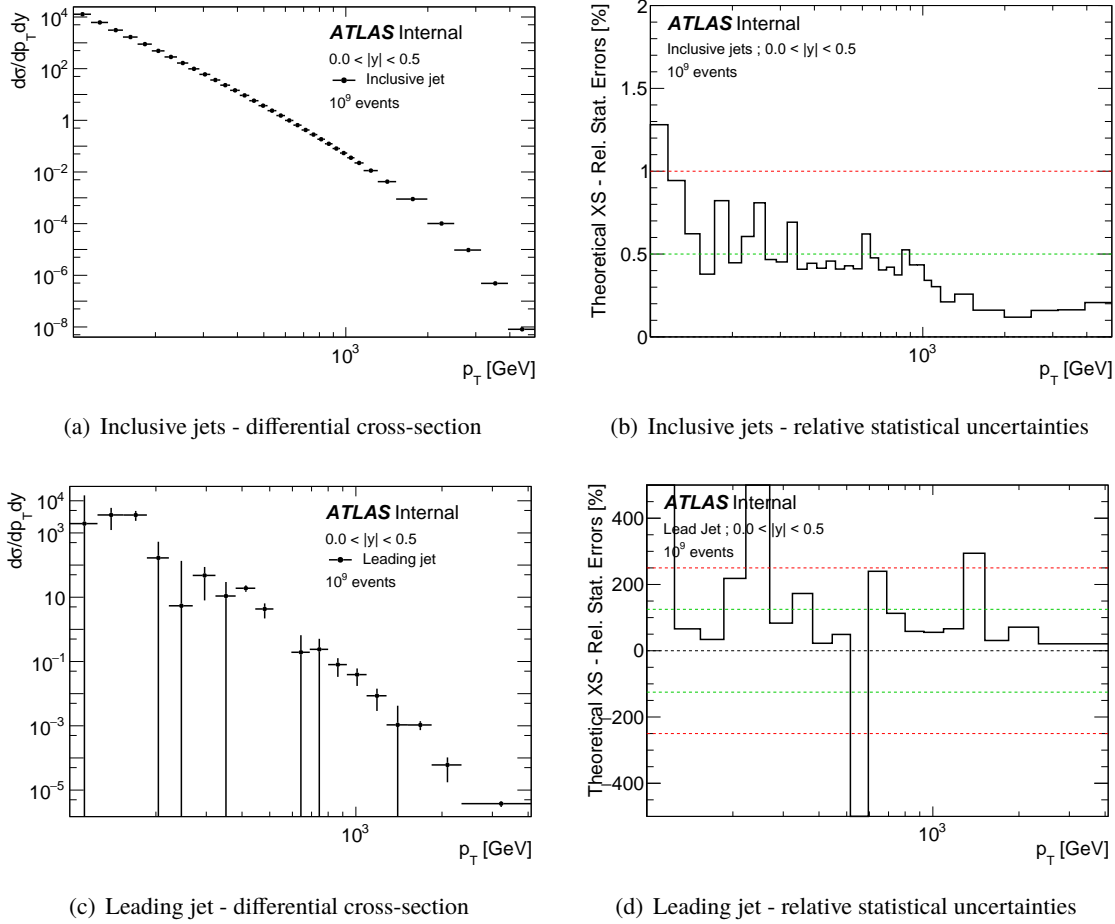 dσ/dp_T dy
10^4
10^2
1
10^-2
10^-4
10^-6
10^-8
ATLAS Internal
0.0 < |y| < 0.5
Inclusive jet
10^9 events
10^3
p_T [GeV]
(a) Inclusive jets - differential cross-section
Theoretical XS - Rel. Stat. Errors [%]
2
1.5
1
0.5
0
ATLAS Internal
Inclusive jets ; 0.0 < |y| < 0.5
10^9 events
10^3
p_T [GeV]
(b) Inclusive jets - relative statistical uncertainties
dσ/dp_T dy
10^4
10^3
10
10^-1
10^-3
10^-5
ATLAS Internal
0.0 < |y| < 0.5
Leading jet
10^9 events
10^3
p_T [GeV]
(c) Leading jet - differential cross-section
Theoretical XS - Rel. Stat. Errors [%]
400
200
0
−200
−400
ATLAS Internal
Lead Jet ; 0.0 < |y| < 0.5
10^9 events
10^3
p_T [GeV]
(d) Leading jet - relative statistical uncertainties